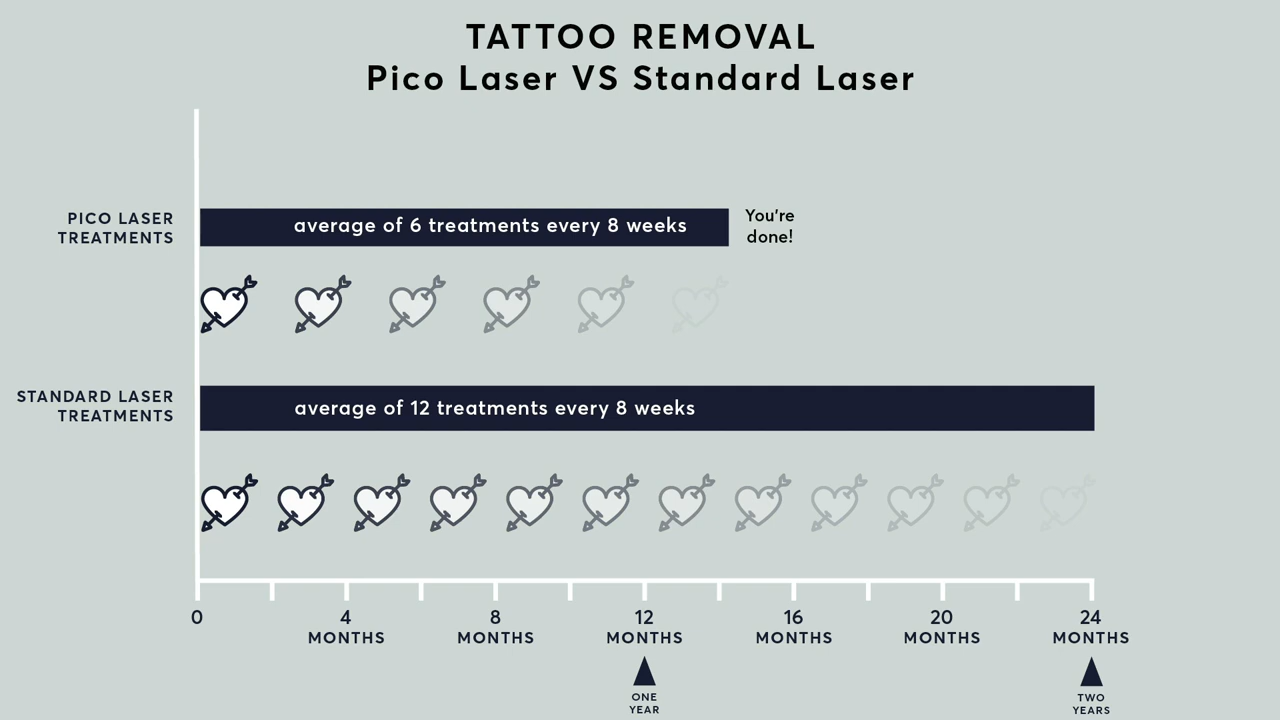 TATTOO REMOVAL
Pico Laser VS Standard Laser
PICO LASER
TREATMENTS
average of 6 treatments every 8 weeks
You're
done!
STANDARD LASER
TREATMENTS
average of 12 treatments every 8 weeks
0
4
MONTHS
8
MONTHS
12
MONTHS
16
MONTHS
20
MONTHS
24
MONTHS
ONE
YEAR
TWO
YEARS